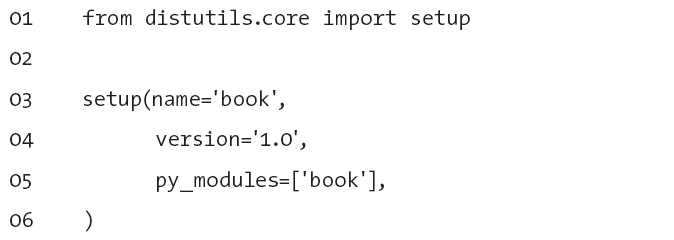 01 from distutils.core import setup
02
03 setup(name='book',
04 version='1.0',
05 py_modules=['book'],
06 )